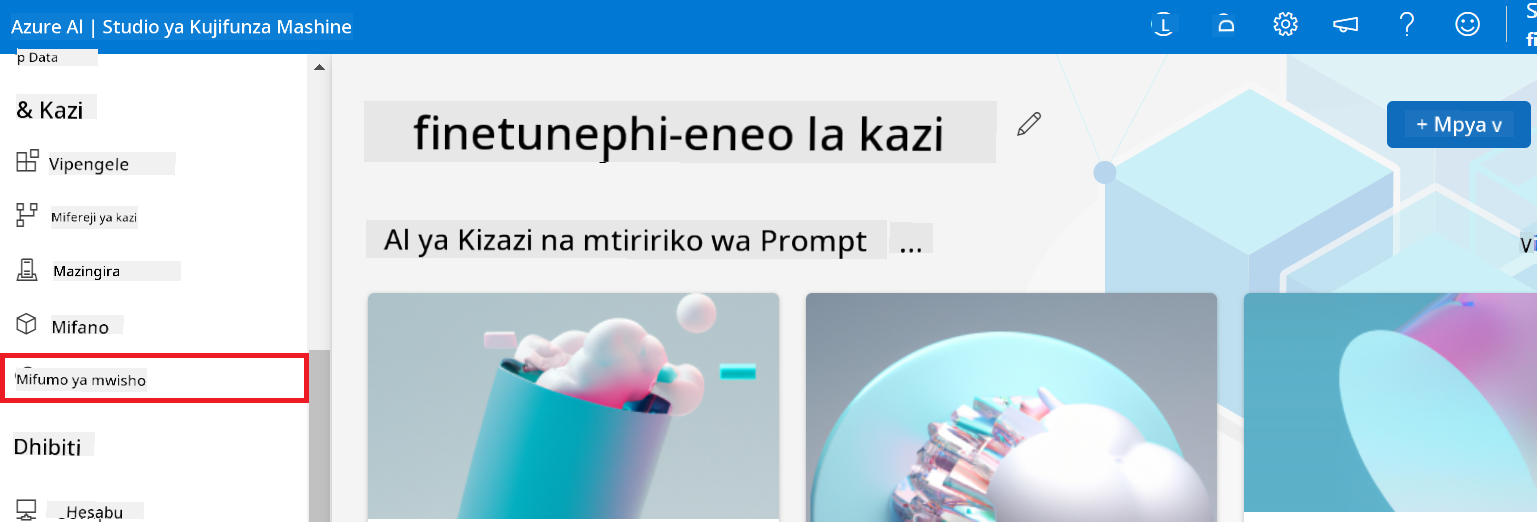 Azure AI | Studio ya Kujifunza Mashine
p Data
& Kazi
Vipengele
Mifereji ya kazi
Mazingira
Mifano
Mifumo ya mwisho
Dhibiti
Hesabu
finetunephi-eneo la kazi
+ Mpya v
AI ya Kizazi na mtiririko wa Prompt ...